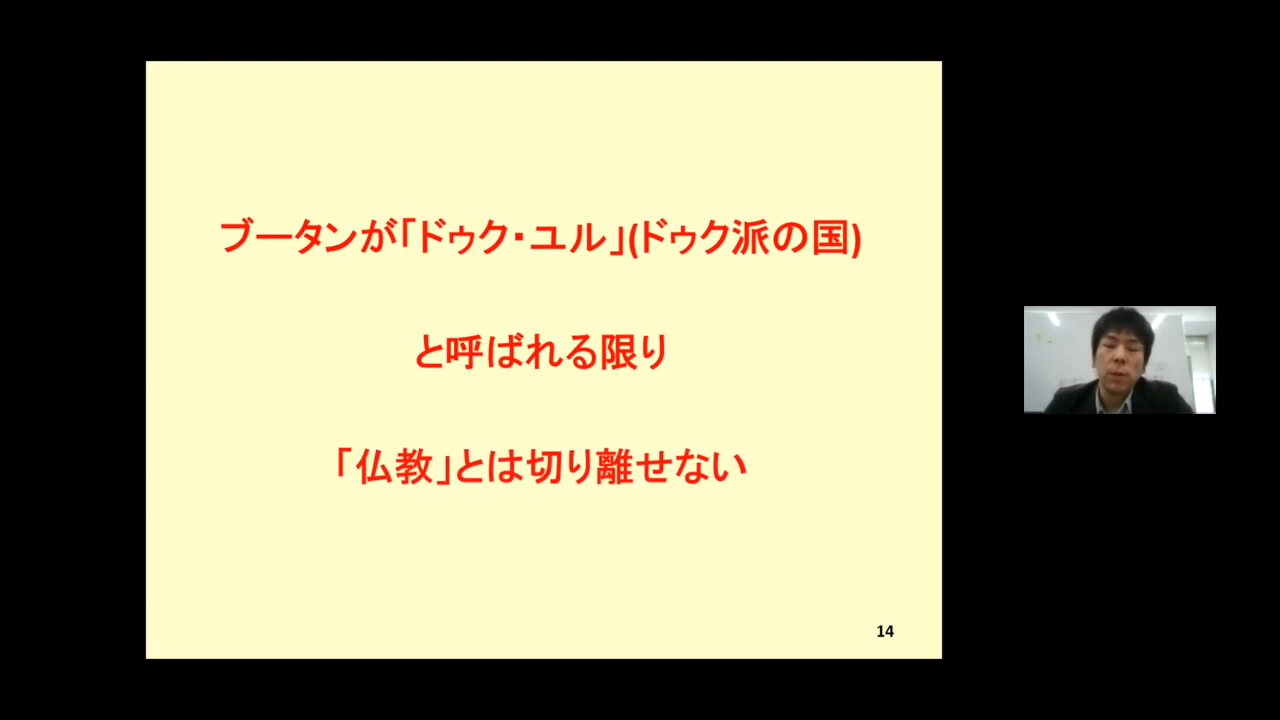 ブータンが「ドゥク・ユル」(ドゥク派の国)
と呼ばれる限り
「仏教」とは切り離せない
14